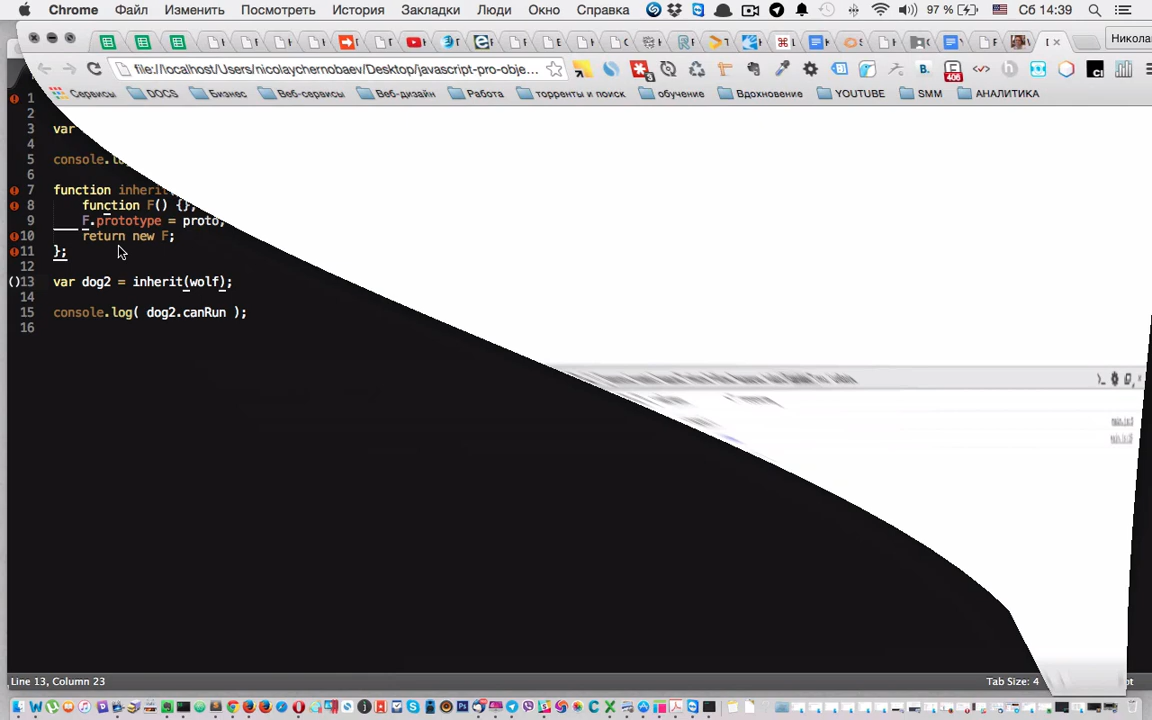 Chrome Файл Изменить Посмотреть История Закладки Люди Окно Справка 97 % Сб 14:39
Никола
file://localhost/Users/nicolaychernobaev/Desktop/javascript-pro-obje...
Сервисы DOCS Бизнес Веб-сервисы Веб-дизайн Работа торренты и поиск обучение Вдохновение YOUTUBE SMM АНАЛИТИКА
1
2
3 var
4
5 console.lo
6
7 function inherit
8 function F() {};
9 F.prototype = proto;
10 return new F;
11 };
12
13 var dog2 = inherit(wolf);
14
15 console.log( dog2.canRun );
16
Line 13, Column 23 Tab Size: 4